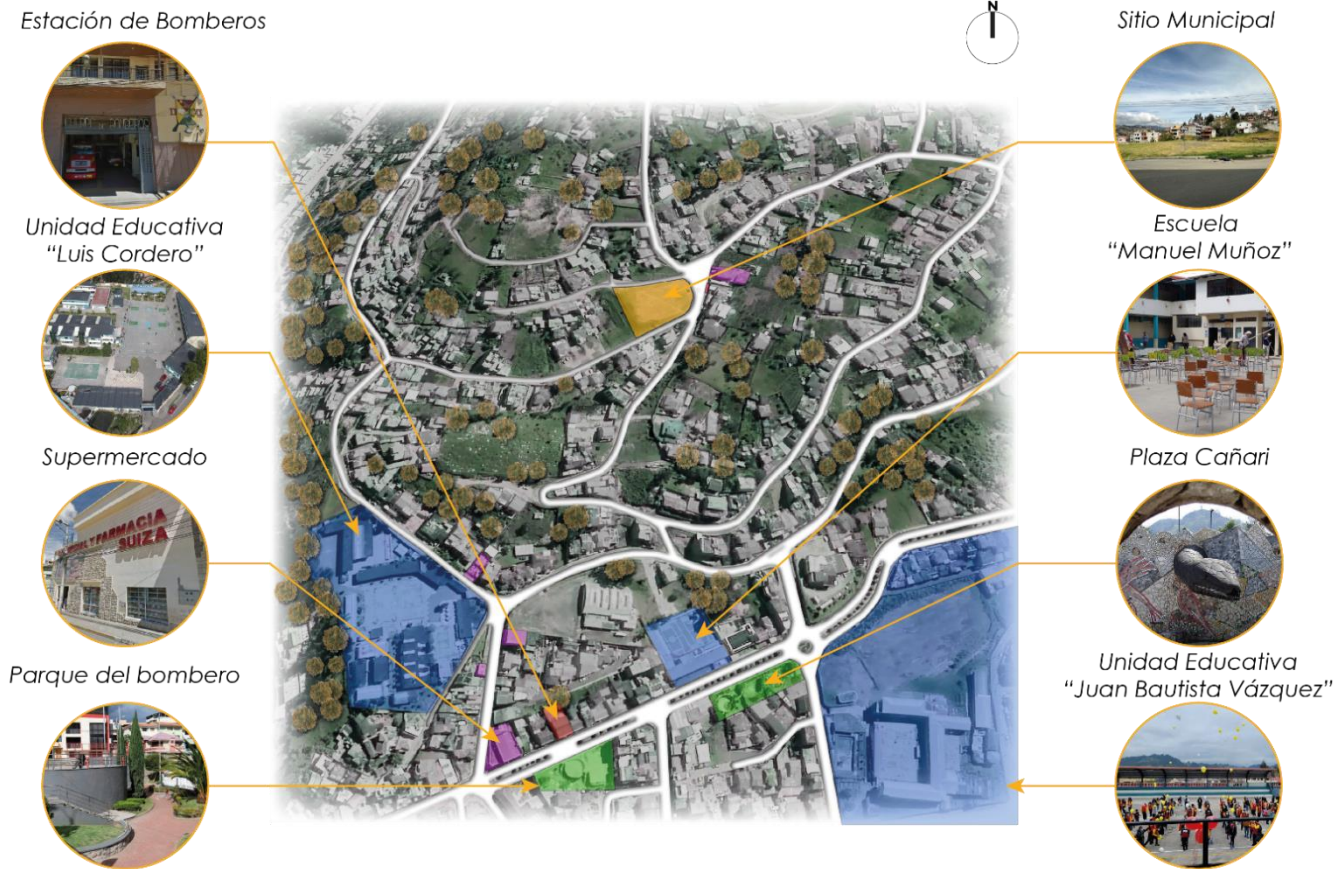 Estación de Bomberos
N
Sitio Municipal
Unidad Educativa
“Luis Cordero”
Escuela
“Manuel Muñoz”
Supermercado
Y FARMACIA
SUIZA
Plaza Cañari
Parque del bombero
Unidad Educativa
“Juan Bautista Vázquez”